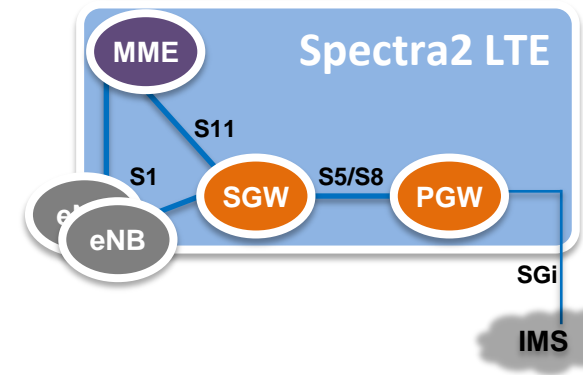 MME
Spectra2 LTE
S11
S1
SGW
S5/S8
PGW
eNB
SGi
IMS